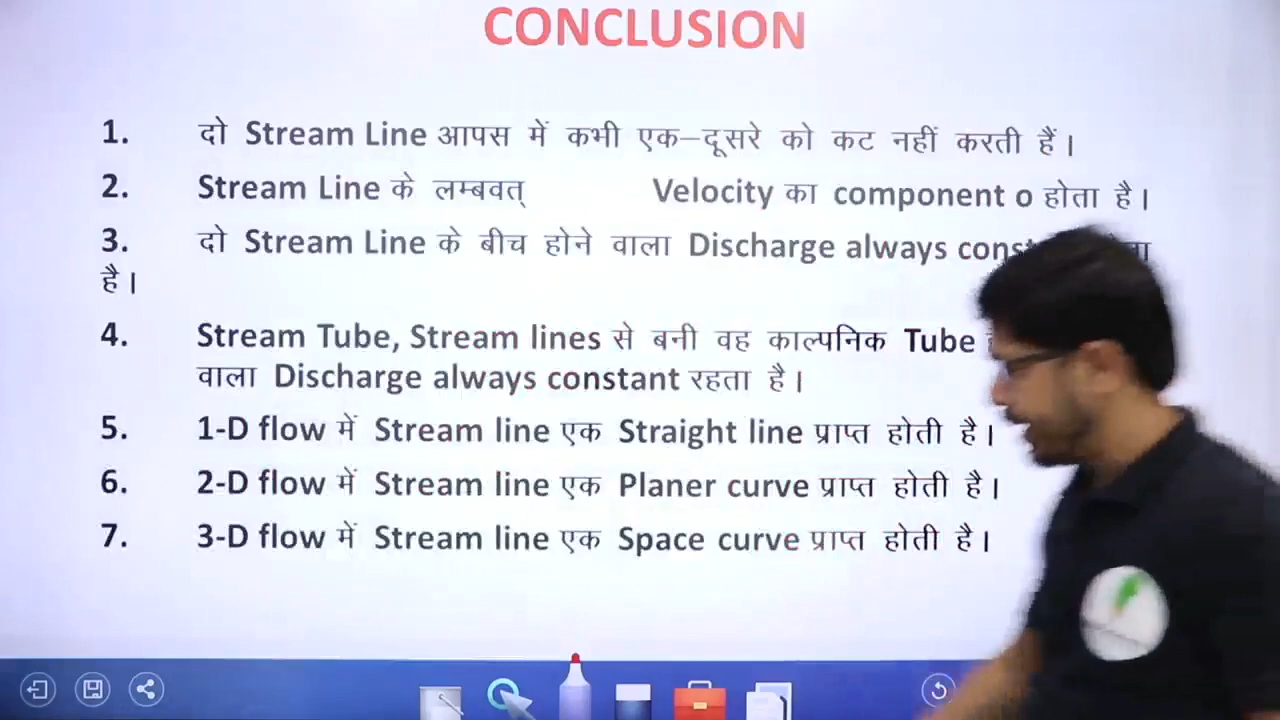 CONCLUSION
1. दो Stream Line आपस में कभी एक–दूसरे को कट नहीं करती हैं।
2. Stream Line के लम्बवत् Velocity का component o होता है।
3. दो Stream Line के बीच होने वाला Discharge always
है।
4. Stream Tube, Stream lines से बनी वह काल्पनिक Tube
वाला Discharge always constant रहता है।
5. 1-D flow में Stream line एक Straight line प्राप्त होती है।
6. 2-D flow में Stream line एक Planer curve प्राप्त होती है।
7. 3-D flow में Stream line एक Space curve प्राप्त होती है।